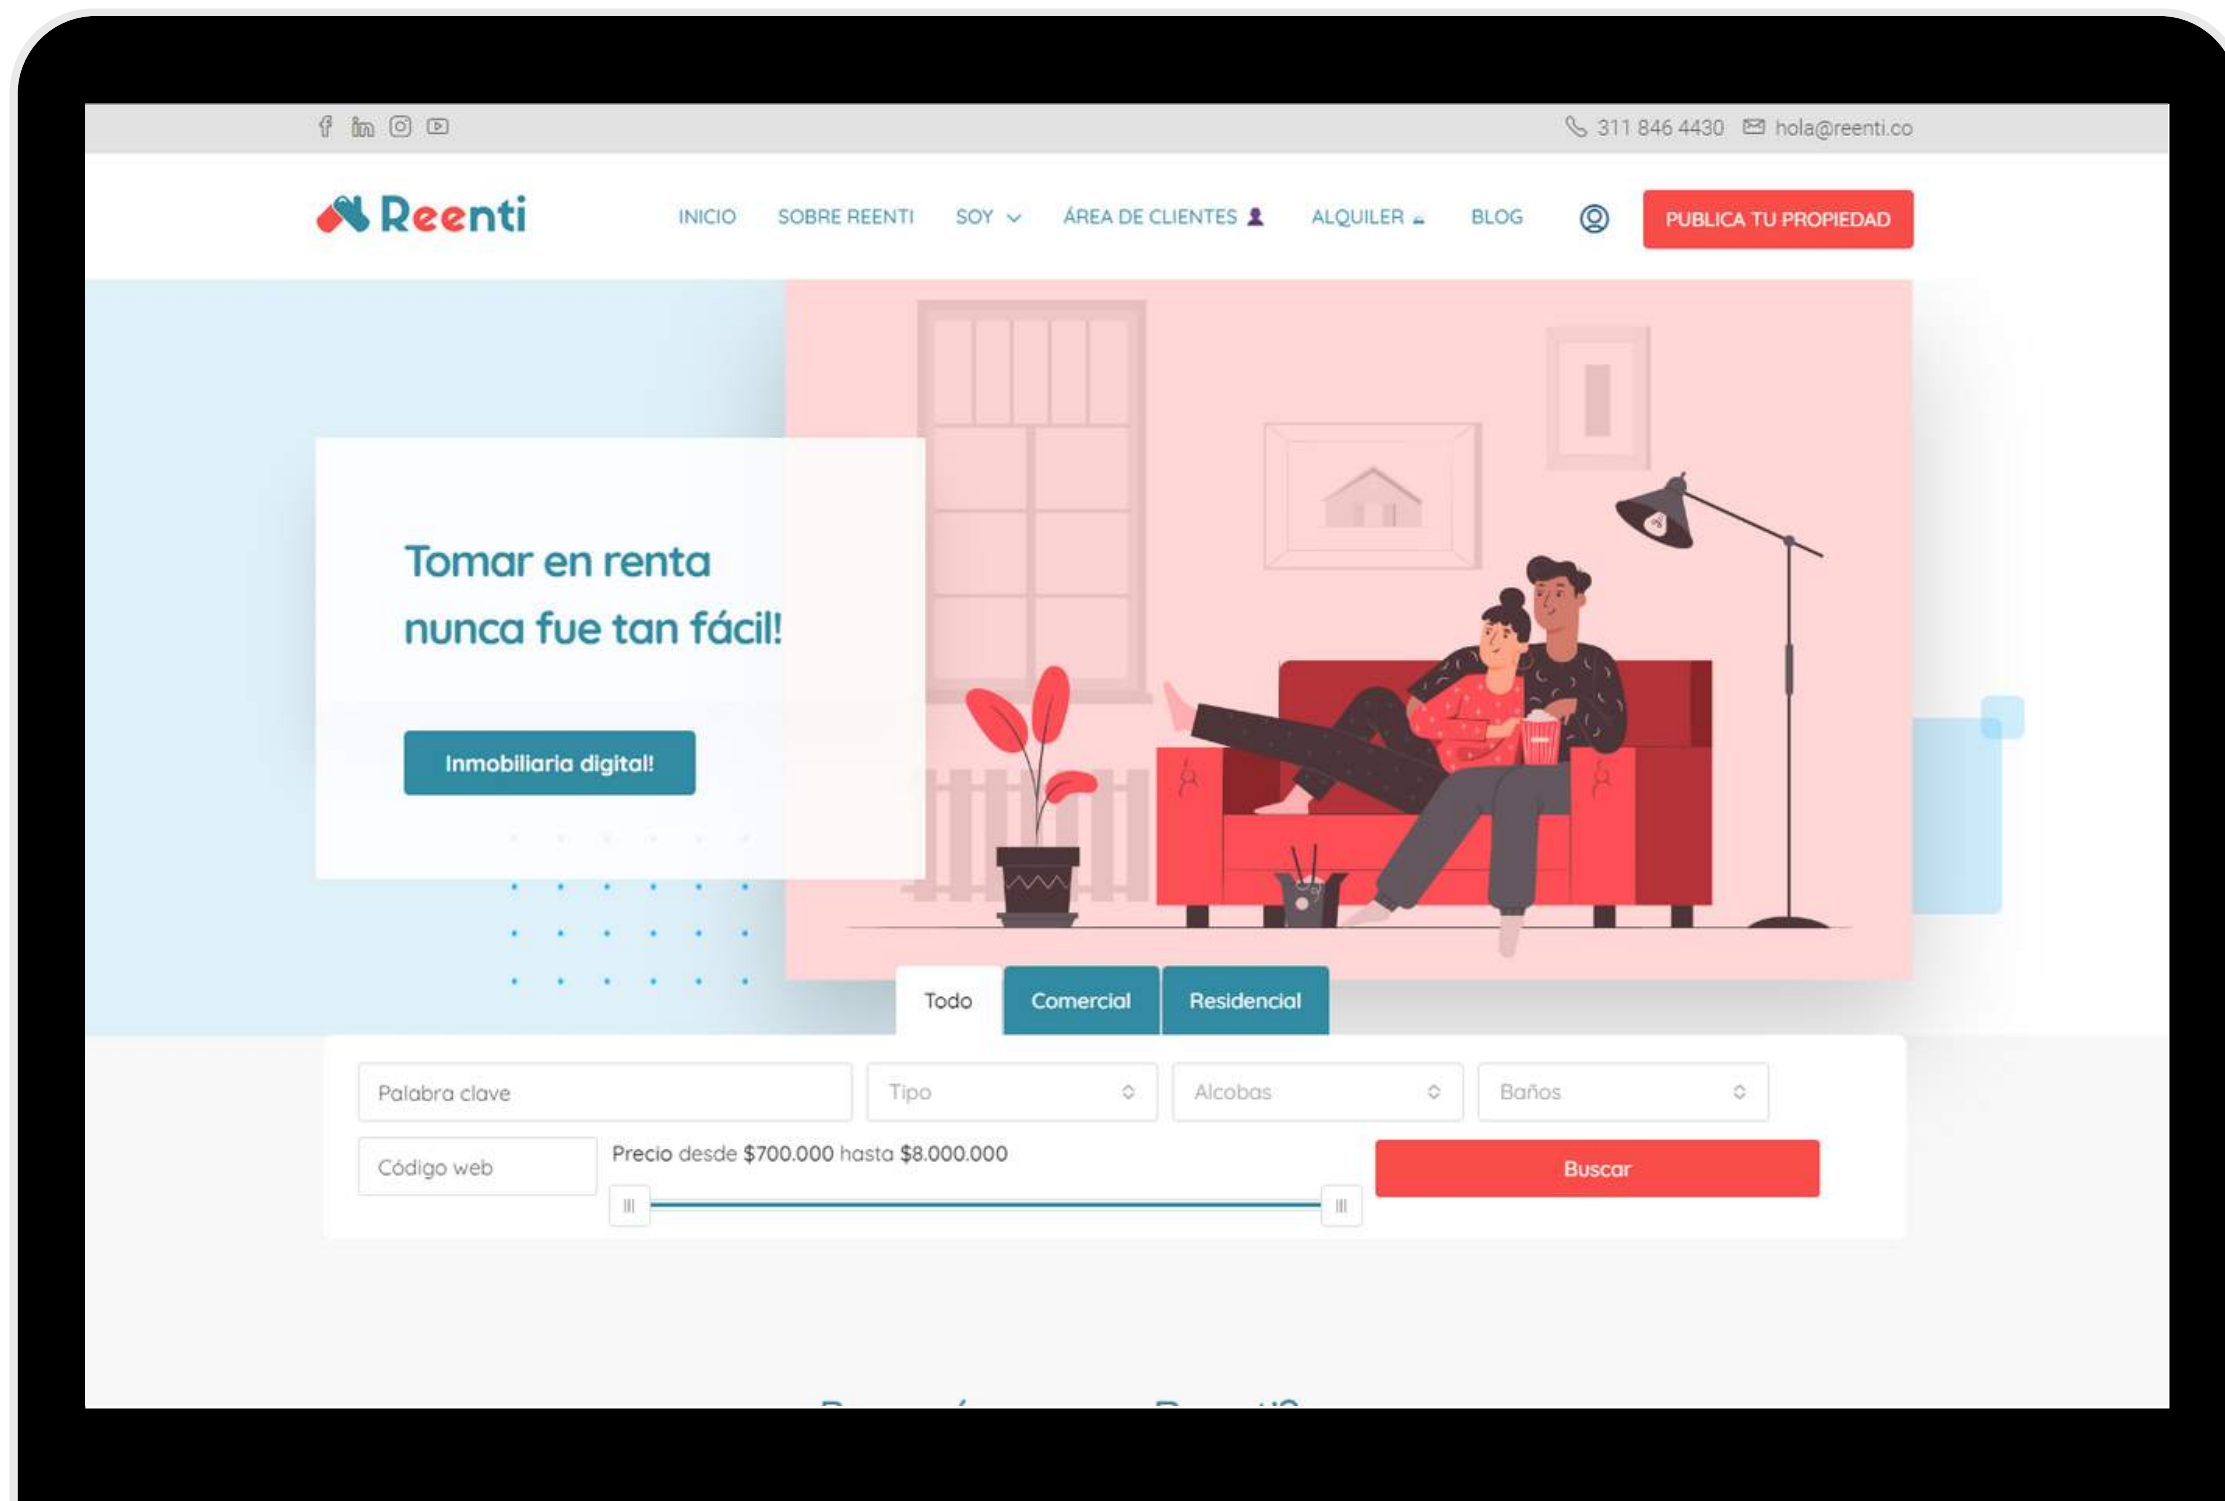 311 846 4430 hola@reenti.co
Reenti
INICIO SOBRE REENTI SOY ÁREA DE CLIENTES ALQUILER BLOG PUBLICA TU PROPIEDAD
Tomar en renta
nunca fue tan fácil!
Inmobiliaria digital!
Todo Comercial Residencial
Palabra clave Tipo Alcobas Baños
Código web Precio desde $700.000 hasta $8.000.000 Buscar